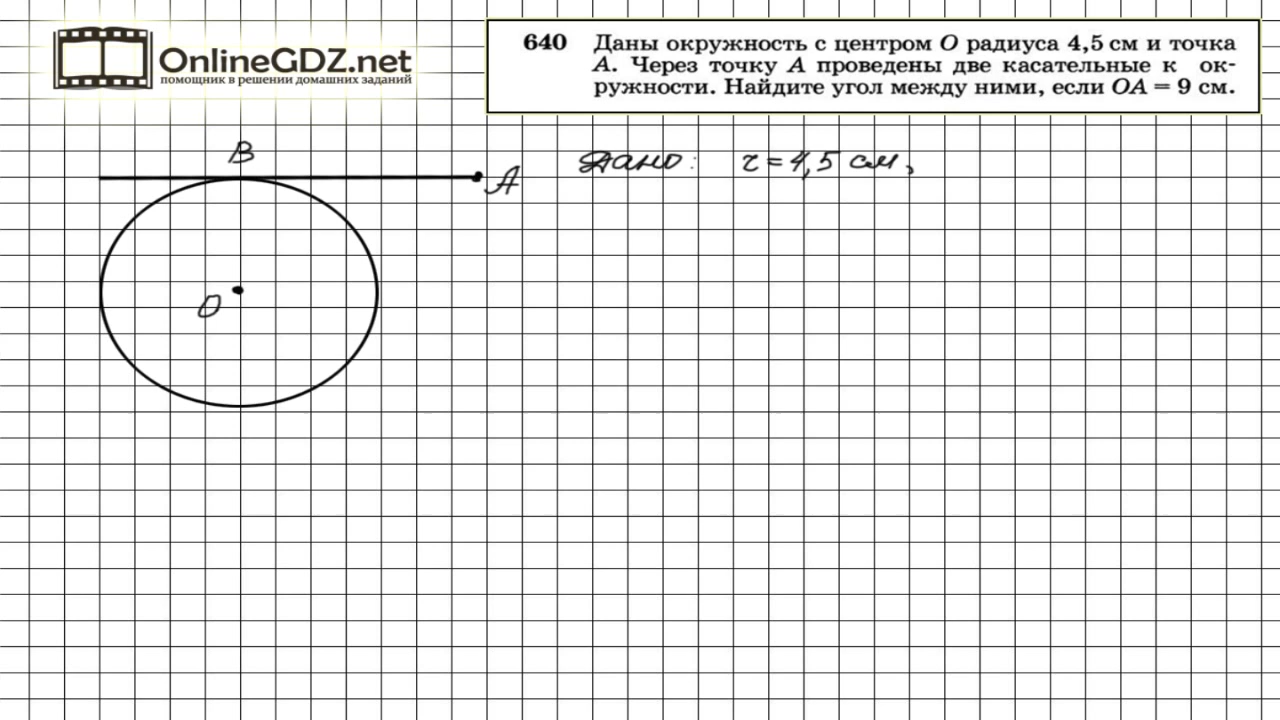 OnlineGDZ.net
помощник в решении домашних заданий
640 Даны окружность с центром O радиуса 4,5 см и точка
A. Через точку A проведены две касательные к ок-
ружности. Найдите угол между ними, если OA = 9 см.
B
A
Дано: r = 4,5 см,
O